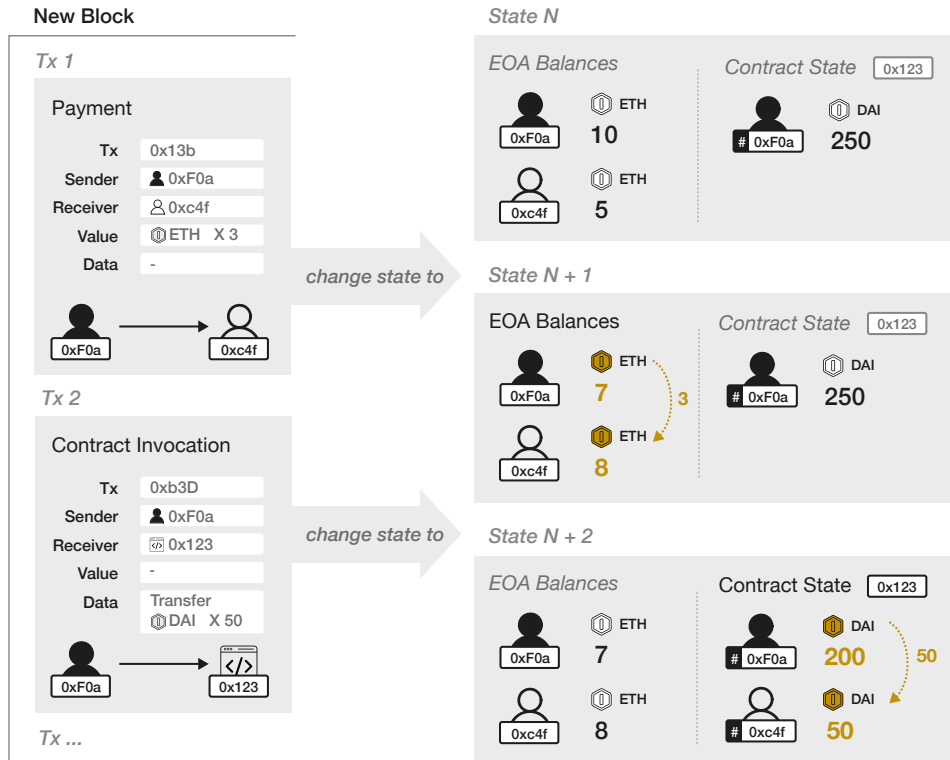 New Block
Tx 1
Payment
Tx 0x13b
Sender 0xF0a
Receiver 0xc4f
Value ETH X 3
Data -
0xF0a 0xc4f
Tx 2
Contract Invocation
Tx 0xb3D
Sender 0xF0a
Receiver </> 0x123
Value -
Data Transfer
DAI X 50
</>
0xF0a 0x123
Tx ...
change state to
change state to
State N
EOA Balances
ETH
0xF0a 10
ETH
0xc4f 5
Contract State 0x123
DAI
# 0xF0a 250
State N + 1
EOA Balances
ETH
0xF0a 7
3
ETH
0xc4f 8
Contract State 0x123
DAI
# 0xF0a 250
State N + 2
EOA Balances
ETH
0xF0a 7
ETH
0xc4f 8
Contract State 0x123
DAI
# 0xF0a 200
50
DAI
# 0xc4f 50